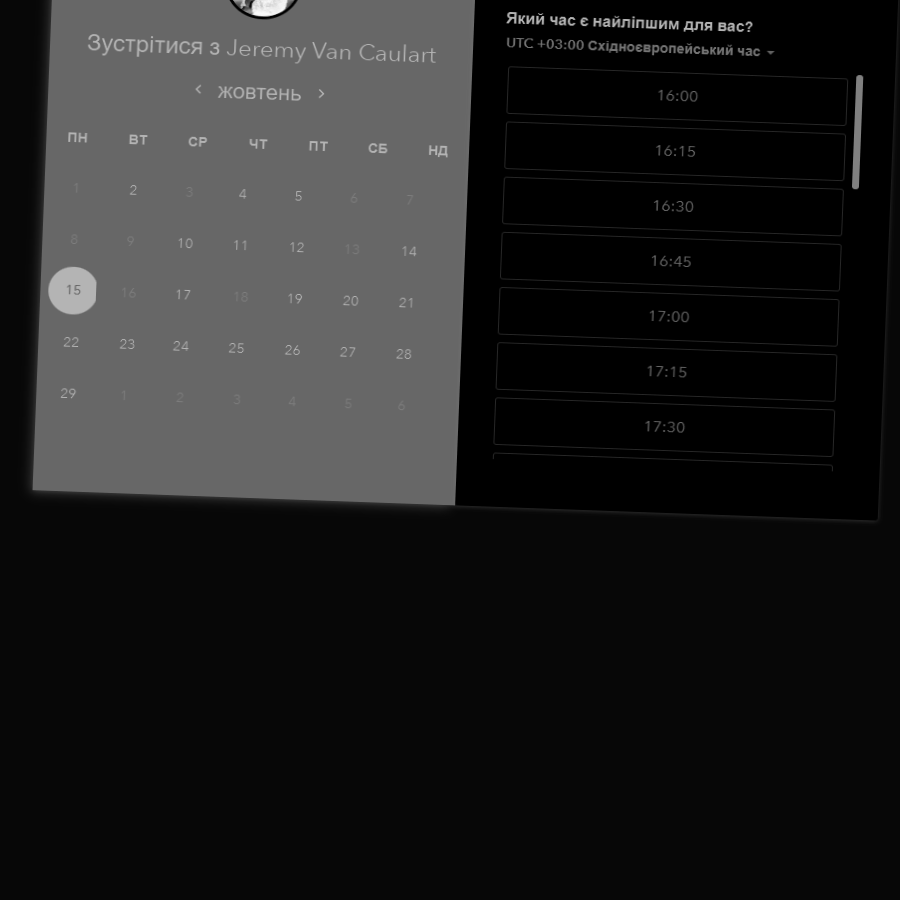 Зустрітися з Jeremy Van Caulart
жовтень
ПН ВТ СР ЧТ ПТ СБ НД
1 2 3 4 5 6 7
8 9 10 11 12 13 14
15 16 17 18 19 20 21
22 23 24 25 26 27 28
29 1 2 3 4 5 6
Який час є найліпшим для вас?
UTC +03:00 Східноєвропейський час
16:00
16:15
16:30
16:45
17:00
17:15
17:30